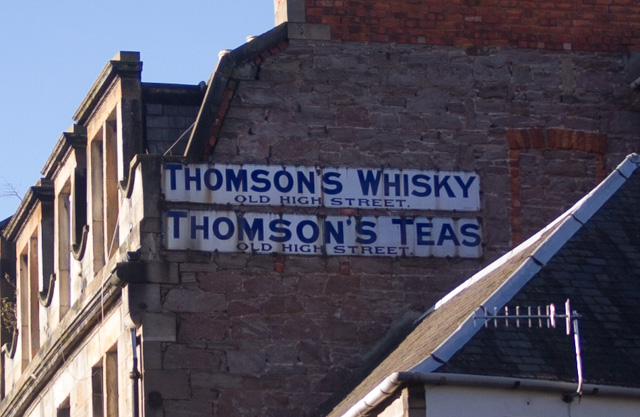 THOMSON'S WHISKY
OLD HIGH STREET.
THOMSON'S TEAS
OLD HIGH STREET.